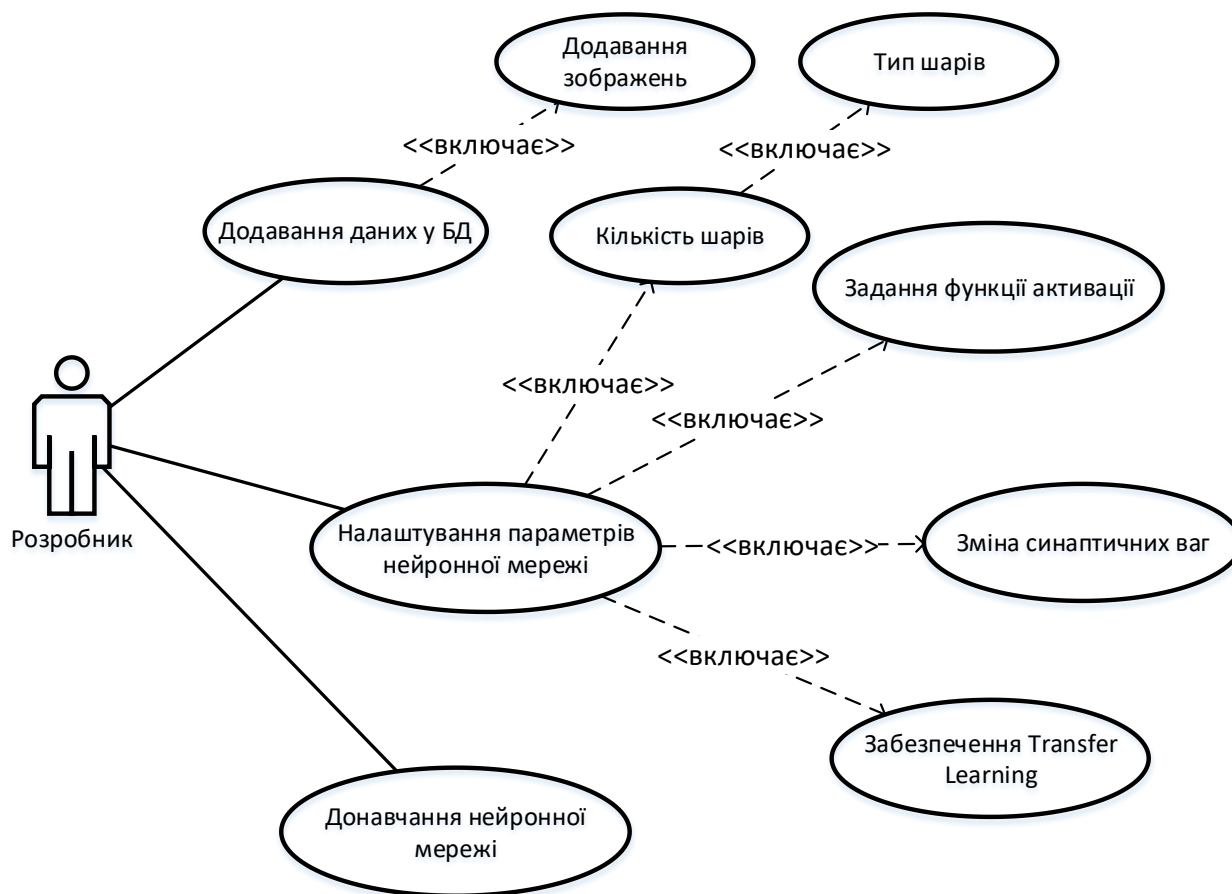 Додавання
зображень
Тип шарів
<<включає>>
<<включає>>
Додавання даних у БД
Кількість шарів
Задання функції активації
<<включає>>
<<включає>>
Розробник
Налаштування параметрів
нейронної мережі
<<включає>>
Зміна синаптичних ваг
<<включає>>
Забезпечення Transfer
Learning
Донавчання нейронної
мережі